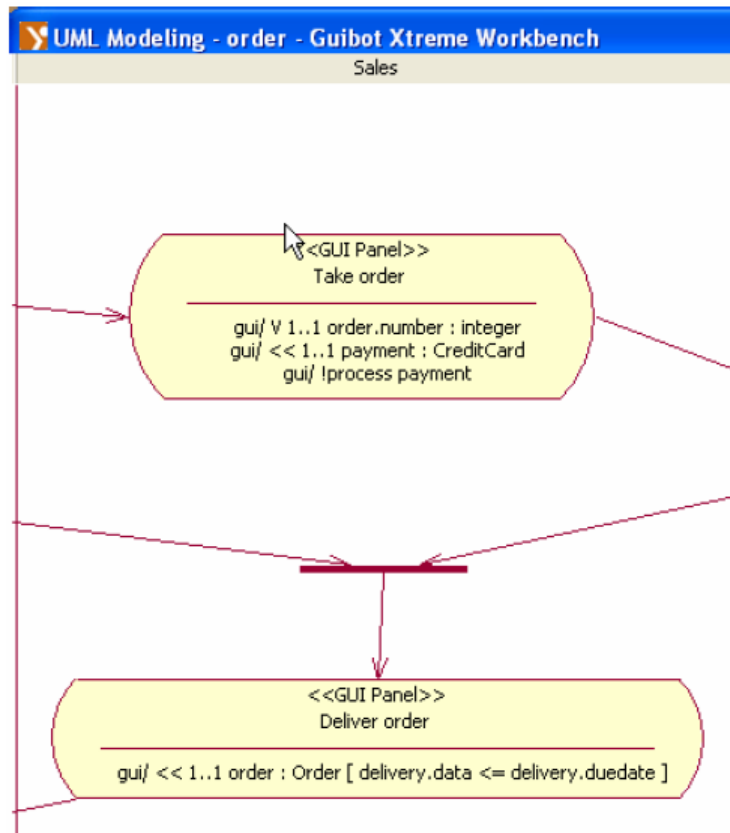 UML Modeling - order - Guibot Xtreme Workbench
Sales
<<GUI Panel>>
Take order
gui/ V 1..1 order.number : integer
gui/ << 1..1 payment : CreditCard
gui/ !process payment
<<GUI Panel>>
Deliver order
gui/ << 1..1 order : Order [ delivery.data <= delivery.duedate ]